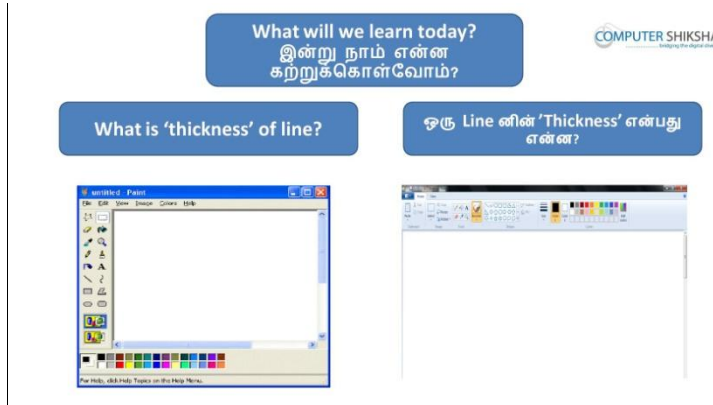 What will we learn today?
இன்று நாம் என்ன
கற்றுக்கொள்வோம்?
COMPUTER SHIKSHA
What is ‘thickness’ of line?
ஒரு Line னின் ’Thickness’ என்பது
என்ன?
untitled - Paint
File Edit View Image Colors Help
A
For Help, click Help Topics on the Help Menu.